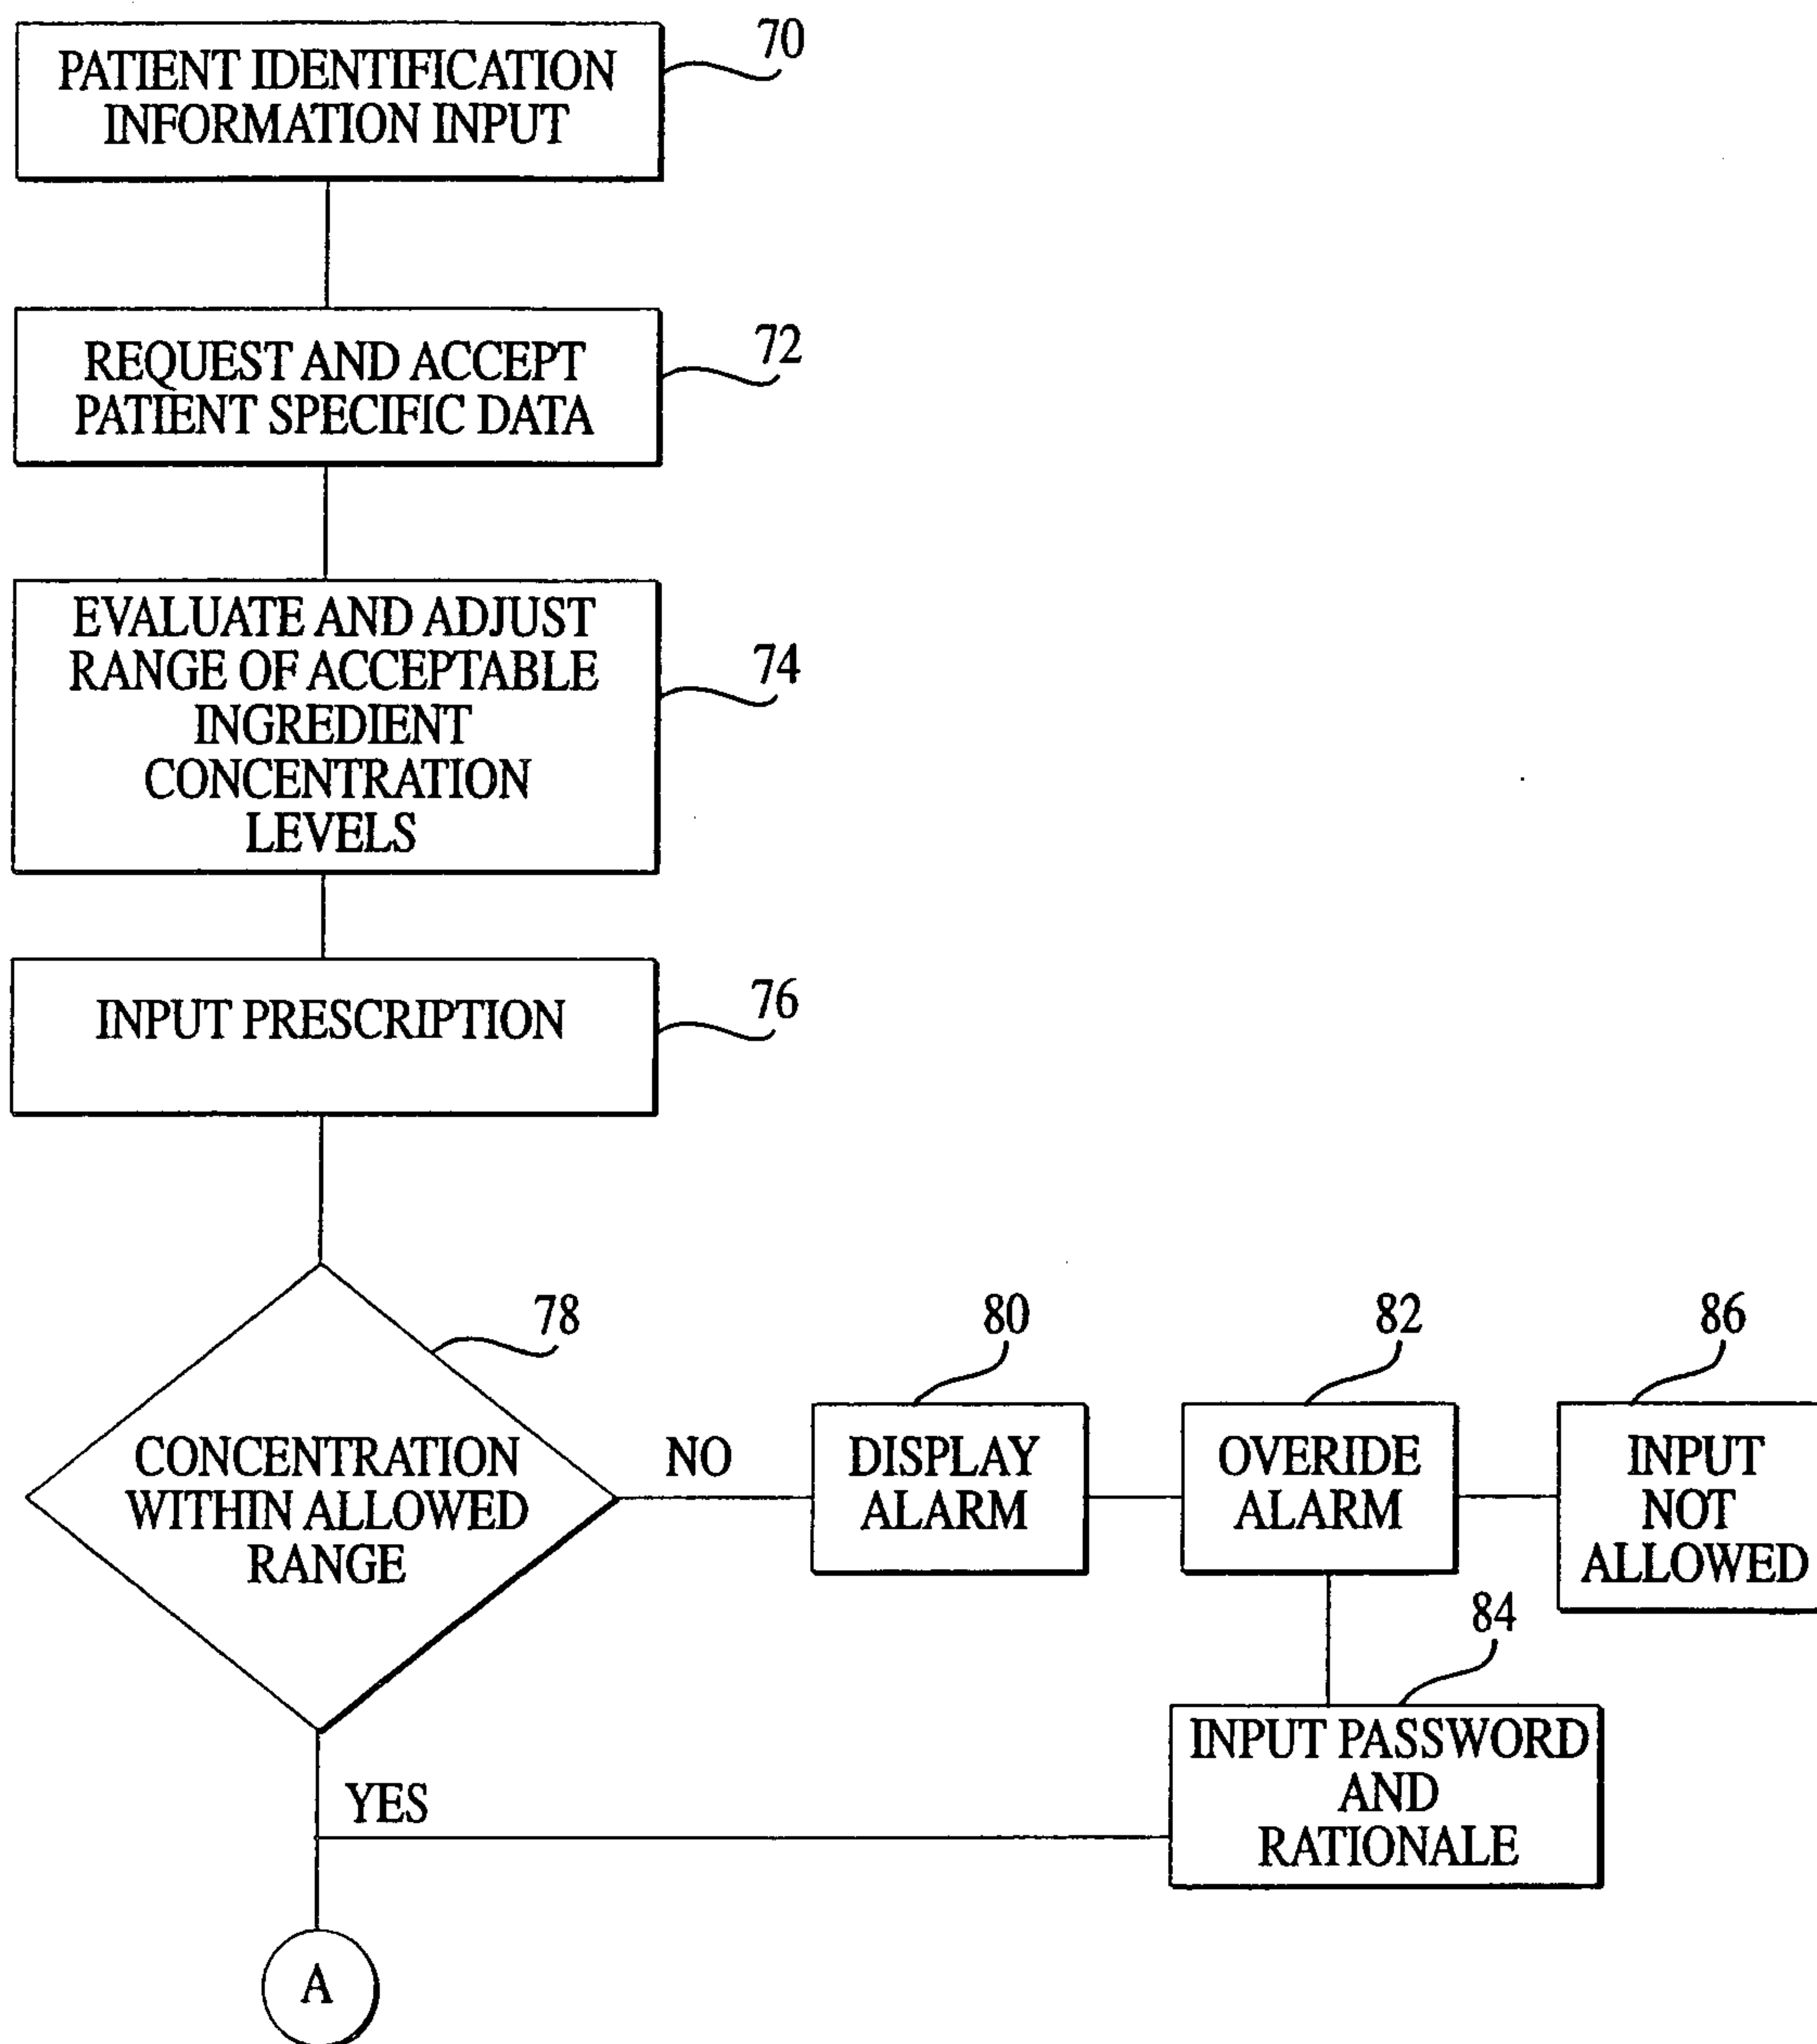 70
PATIENT IDENTIFICATION
INFORMATION INPUT
72
REQUEST AND ACCEPT
PATIENT SPECIFIC DATA
EVALUATE AND ADJUST
RANGE OF ACCEPTABLE
INGREDIENT
CONCENTRATION
LEVELS
74
INPUT PRESCRIPTION
76
78
80
82
86
CONCENTRATION
WITHIN ALLOWED
RANGE
NO
DISPLAY
ALARM
OVERIDE
ALARM
INPUT
NOT
ALLOWED
84
INPUT PASSWORD
AND
RATIONALE
YES
A